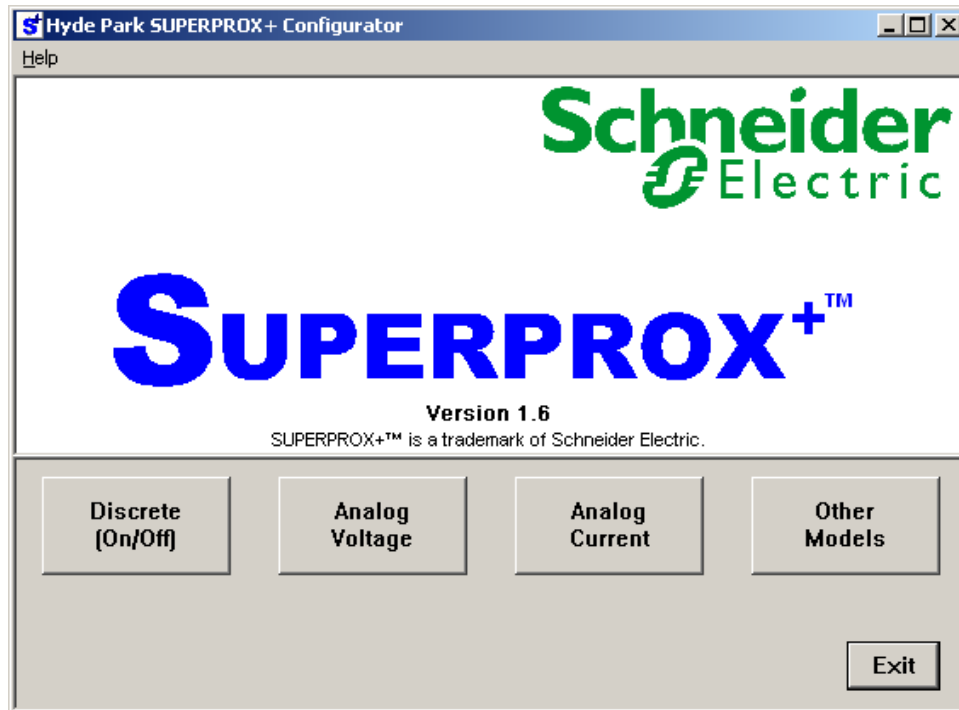 Hyde Park SUPERPROX+ Configurator
Help
Schneider
Electric
SUPERPROX+™
Version 1.6
SUPERPROX+™ is a trademark of Schneider Electric.
Discrete
(On/Off)
Analog
Voltage
Analog
Current
Other
Models
Exit